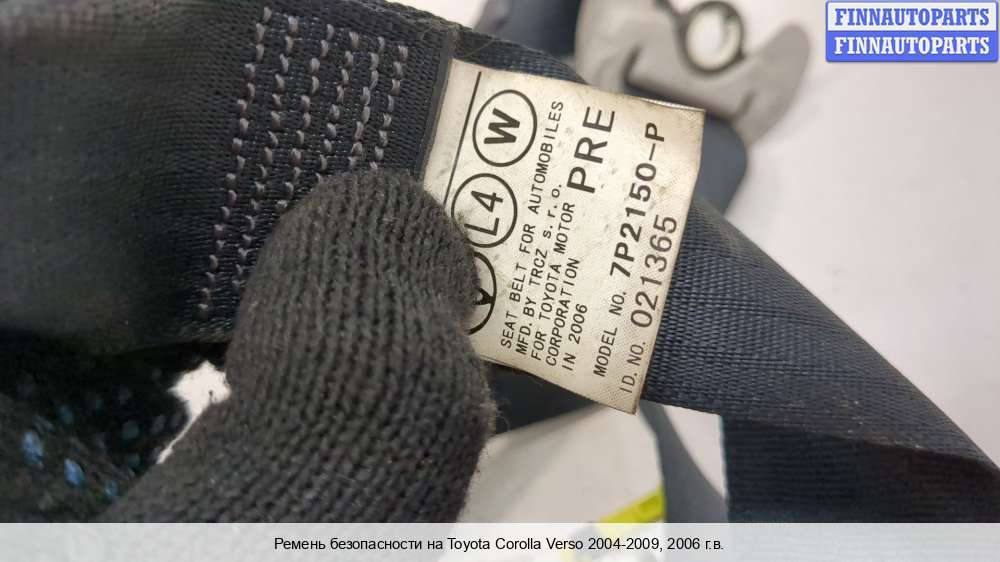 FINNAUTOPARTS
FINNAUTOPARTS
W
L4
A
SEAT BELT FOR AUTOMOBILES
MFD. BY TRCZ s.r.o.
FOR TOYOTA MOTOR
CORPORATION
IN 2006
PRE
MODEL NO. 7P2150-P
ID. NO. 021365
Ремень безопасности на Toyota Corolla Verso 2004-2009, 2006 г.в.